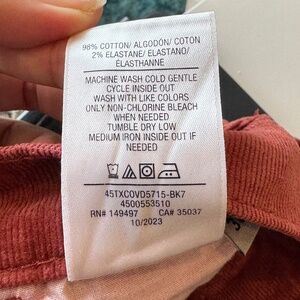 98% COTTON/ ALGODÓN/ COTON
2% ELASTANE/ ELASTANO/
ÉLASTHANNE
MACHINE WASH COLD GENTLE
CYCLE INSIDE OUT
WASH WITH LIKE COLORS
ONLY NON-CHLORINE BLEACH
WHEN NEEDED
TUMBLE DRY LOW
MEDIUM IRON INSIDE OUT IF
NEEDED
45TXCOVD5715-BK7
4500553510
RN# 149497 CA# 35037
10/2023